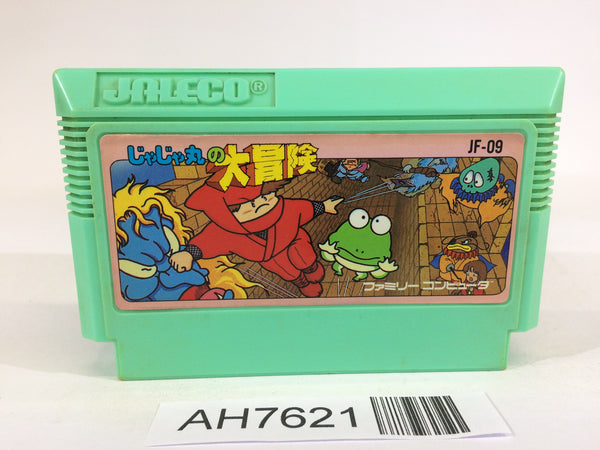 JALECO®
JF-09
じゃじゃ丸の
大冒険
ファミリー コンピュータ
AH7621